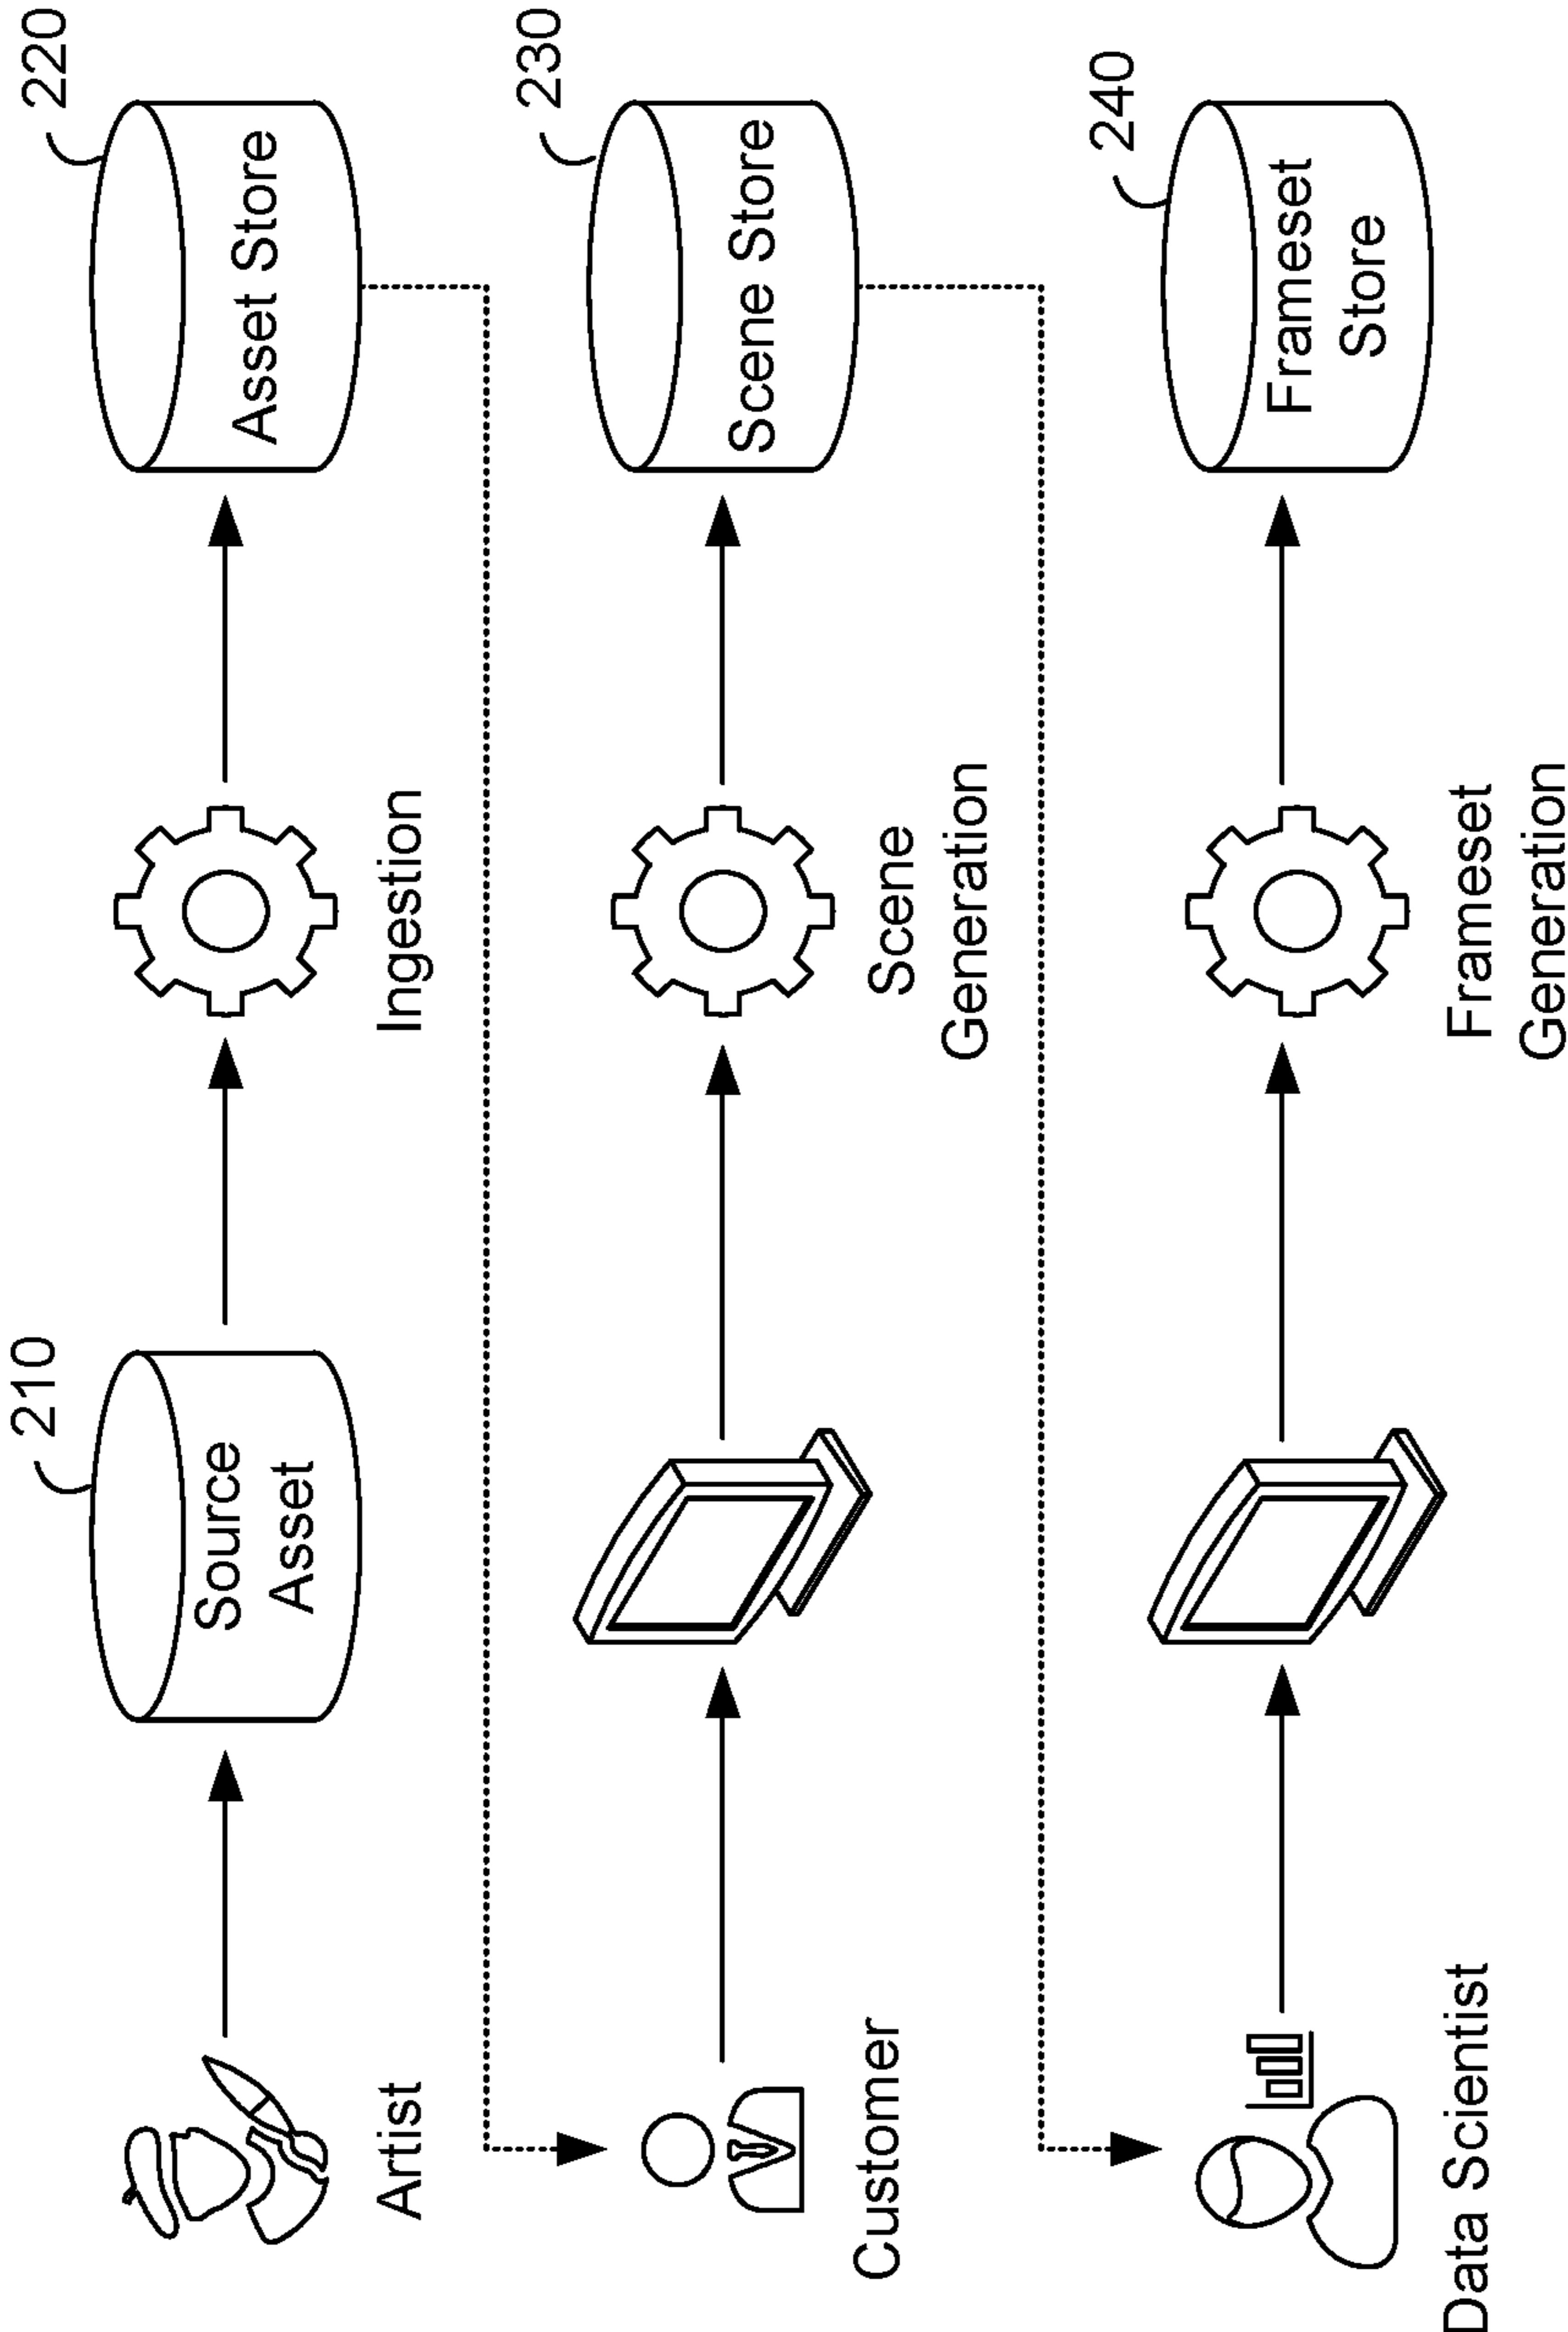 210
220
Source
Asset
Asset Store
Artist
Ingestion
230
Scene Store
Customer
Scene
Generation
240
Frameset
Store
Data Scientist
Frameset
Generation